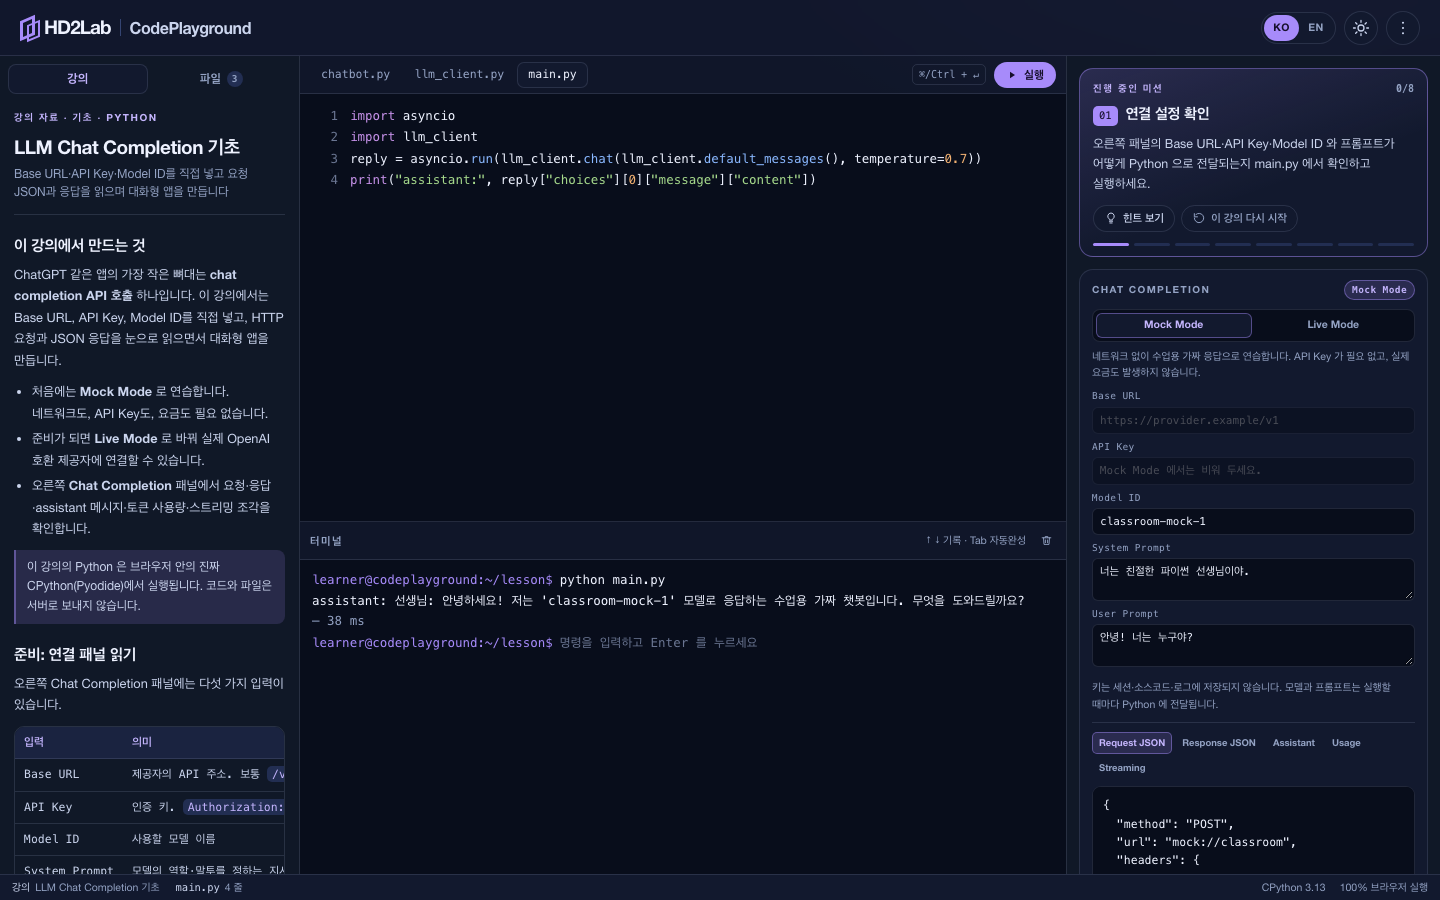 HD2Lab CodePlayground
KO EN
강의 파일 3
강의 자료 · 기초 · PYTHON
LLM Chat Completion 기초
Base URL·API Key·Model ID를 직접 넣고 요청
JSON과 응답을 읽으며 대화형 앱을 만듭니다
이 강의에서 만드는 것
ChatGPT 같은 앱의 가장 작은 뼈대는 chat
completion API 호출 하나입니다. 이 강의에서는
Base URL, API Key, Model ID를 직접 넣고, HTTP
요청과 JSON 응답을 눈으로 읽으면서 대화형 앱을
만듭니다.
처음에는 Mock Mode 로 연습합니다.
네트워크도, API Key도, 요금도 필요 없습니다.
준비가 되면 Live Mode 로 바꿔 실제 OpenAI
호환 제공자에 연결할 수 있습니다.
오른쪽 Chat Completion 패널에서 요청·응답
·assistant 메시지·토큰 사용량·스트리밍 조각을
확인합니다.
이 강의의 Python 은 브라우저 안의 진짜
CPython(Pyodide)에서 실행됩니다. 코드와 파일은
서버로 보내지 않습니다.
준비: 연결 패널 읽기
오른쪽 Chat Completion 패널에는 다섯 가지 입력이
있습니다.
입력 의미
Base URL 제공자의 API 주소. 보통 /v
API Key 인증 키. Authorization:
Model ID 사용할 모델 이름
System Prompt 모델의 역할·말투를 정하는 지시
chatbot.py llm_client.py main.py ⌘/Ctrl + ↵ 실행
1 import asyncio
2 import llm_client
3 reply = asyncio.run(llm_client.chat(llm_client.default_messages(), temperature=0.7))
4 print("assistant:", reply["choices"][0]["message"]["content"])
터미널 ↑↓ 기록 · Tab 자동완성
learner@codeplayground:~/lesson$ python main.py
assistant: 선생님: 안녕하세요! 저는 'classroom-mock-1' 모델로 응답하는 수업용 가짜 챗봇입니다. 무엇을 도와드릴까요?
— 38 ms
learner@codeplayground:~/lesson$ 명령을 입력하고 Enter 를 누르세요
진행 중인 미션 0/8
01 연결 설정 확인
오른쪽 패널의 Base URL·API Key·Model ID 와 프롬프트가
어떻게 Python 으로 전달되는지 main.py 에서 확인하고
실행하세요.
힌트 보기 이 강의 다시 시작
CHAT COMPLETION Mock Mode
Mock Mode Live Mode
네트워크 없이 수업용 가짜 응답으로 연습합니다. API Key 가 필요 없고, 실제
요금도 발생하지 않습니다.
Base URL
https://provider.example/v1
API Key
Mock Mode 에서는 비워 두세요.
Model ID
classroom-mock-1
System Prompt
너는 친절한 파이썬 선생님이야.
User Prompt
안녕! 너는 누구야?
키는 세션·소스코드·로그에 저장되지 않습니다. 모델과 프롬프트는 실행할
때마다 Python 에 전달됩니다.
Request JSON Response JSON Assistant Usage
Streaming
{
"method": "POST",
"url": "mock://classroom",
"headers": {
강의 LLM Chat Completion 기초 main.py 4 줄 CPython 3.13 100% 브라우저 실행